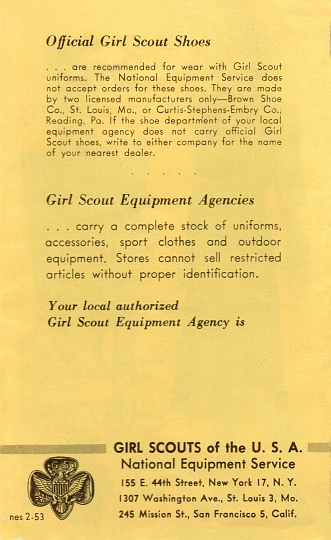 Official Girl Scout Shoes
. . . are recommended for wear with Girl Scout
uniforms. The National Equipment Service does
not accept orders for these shoes. They are made
by two licensed manufacturers only—Brown Shoe
Co., St. Louis, Mo., or Curtis-Stephens-Embry Co.,
Reading, Pa. If the shoe department of your local
equipment agency does not carry official Girl
Scout shoes, write to either company for the name
of your nearest dealer.
. . . . .
Girl Scout Equipment Agencies
. . . carry a complete stock of uniforms,
accessories, sport clothes and outdoor
equipment. Stores cannot sell restricted
articles without proper identification.
Your local authorized
Girl Scout Equipment Agency is
GIRL SCOUTS of the U. S. A.
National Equipment Service
155 E. 44th Street, New York 17, N. Y.
1307 Washington Ave., St. Louis 3, Mo.
245 Mission St., San Francisco 5, Calif.
G S
nes 2-53